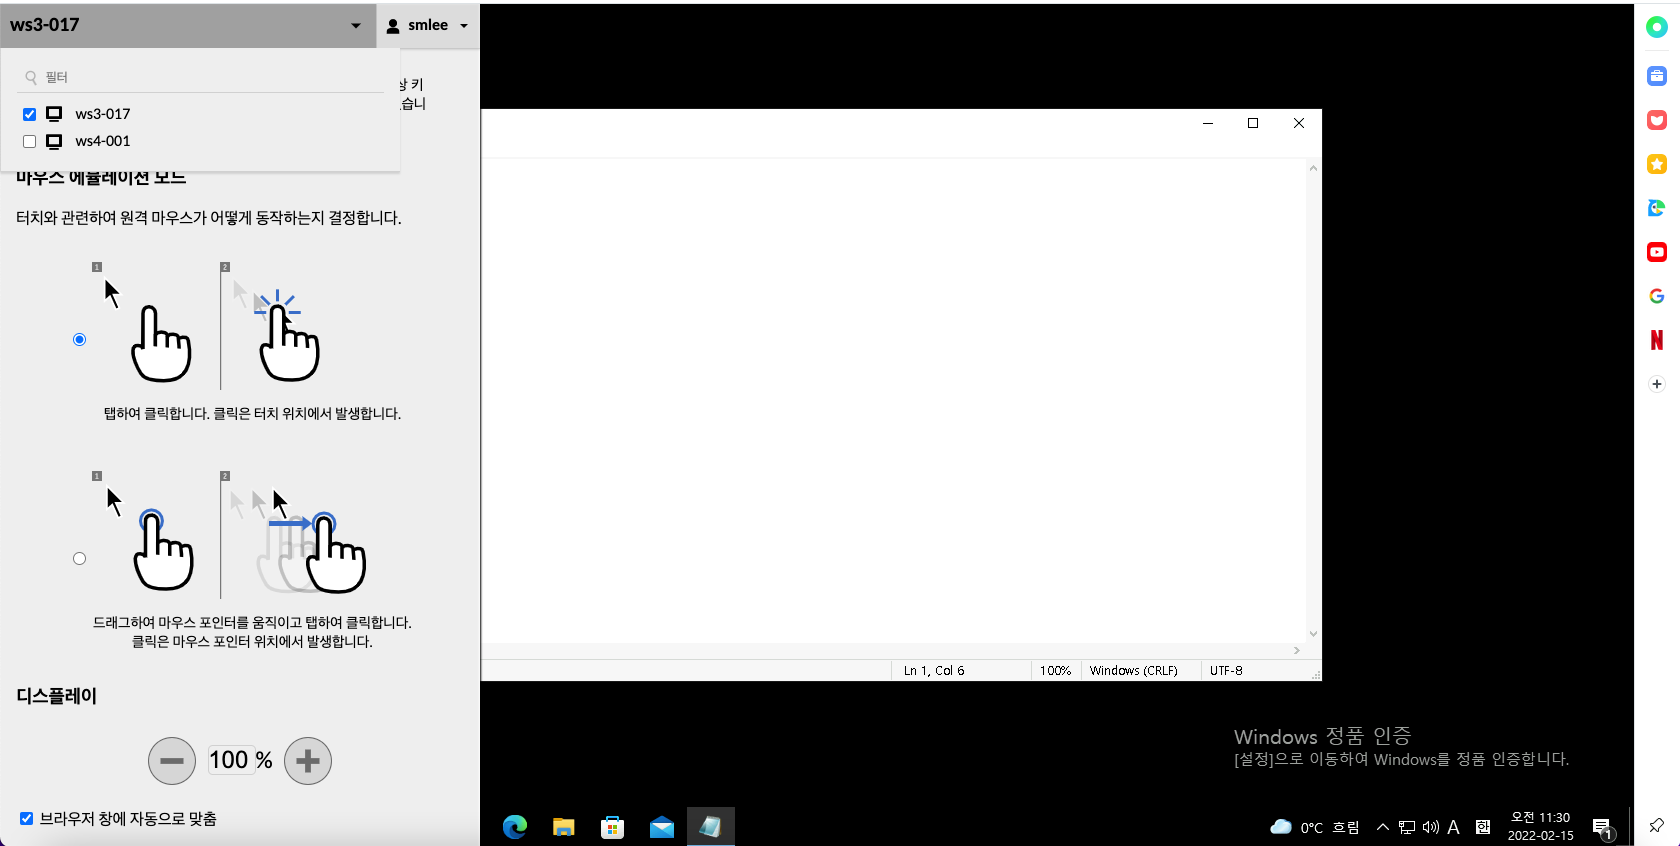 ws3-017
smlee
필터
ws3-017
ws4-001
상 키
습니
마우스 에뮬레이션 모드
터치와 관련하여 원격 마우스가 어떻게 동작하는지 결정합니다.
1
2
탭하여 클릭합니다. 클릭은 터치 위치에서 발생합니다.
1
2
드래그하여 마우스 포인터를 움직이고 탭하여 클릭합니다.
클릭은 마우스 포인터 위치에서 발생합니다.
디스플레이
100 %
브라우저 창에 자동으로 맞춤
Ln 1, Col 6
100%
Windows (CRLF)
UTF-8
Windows 정품 인증
[설정]으로 이동하여 Windows를 정품 인증합니다.
0°C 흐림
A
한
오전 11:30
2022-02-15
1
G
N